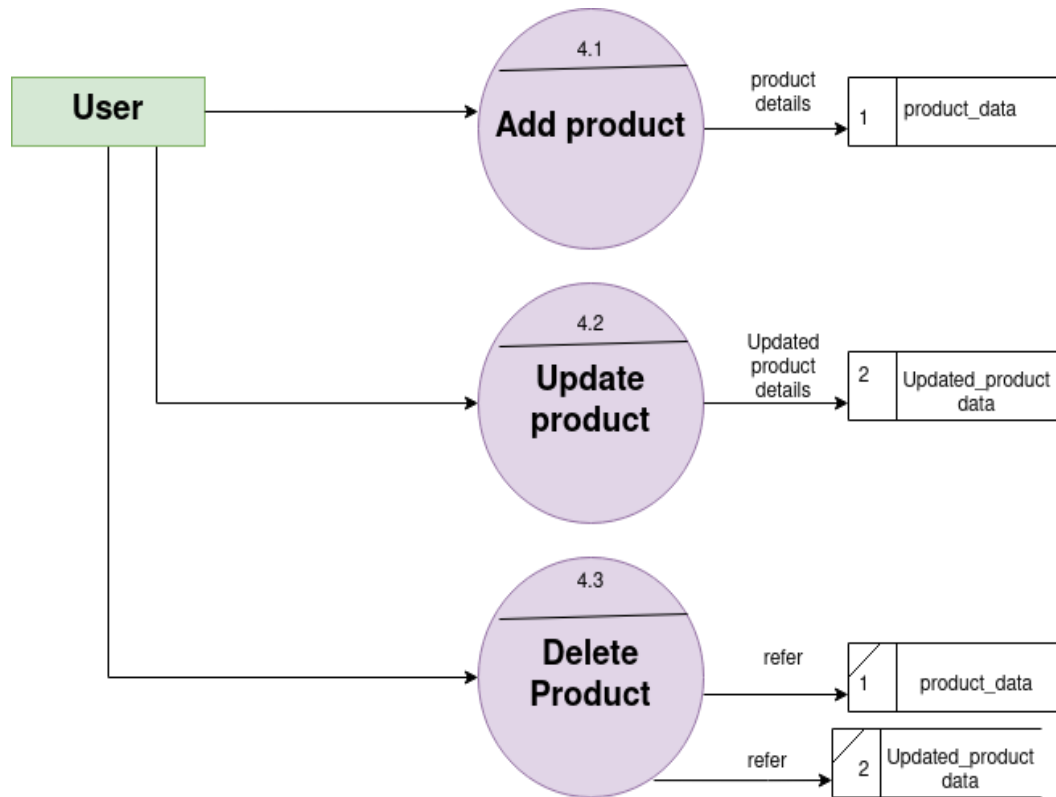 User
4.1
Add product
product
details
1
product_data
4.2
Update
product
Updated
product
details
2
Updated_product
data
4.3
Delete
Product
refer
1
product_data
refer
2
Updated_product
data